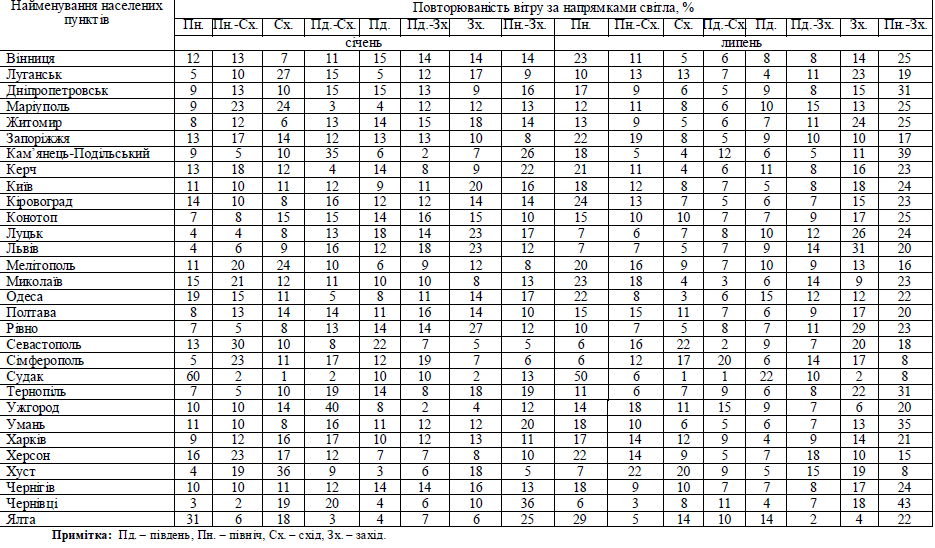 Найменування населених пунктів Повторюваність вітру за напрямками світла, %
Пн. Пн.-Сх. Сх. Пд.-Сх Пд. Пд.-Зх Зх. Пн.-Зх. Пн. Пн.-Сх. Сх. Пд.-Сх. Пд. Пд.-Зх. Зх. Пн.-Зх
січень липень
Вінниця 12 13 7 11 15 14 14 14 23 11 5 6 8 8 14 25
Луганськ 5 10 27 15 5 12 17 9 10 13 13 7 4 11 23 19
Дніпропетровськ 9 13 10 15 15 13 9 16 17 9 6 5 9 8 15 31
Маріуполь 9 23 24 3 4 12 12 13 12 11 8 6 10 15 13 25
Житомир 8 12 6 13 14 15 18 14 13 9 5 6 7 11 24 25
Запоріжжя 13 17 14 12 13 13 10 8 22 19 8 5 9 10 10 17
Кам’янець-Подільський 9 5 10 35 6 2 7 26 18 5 4 12 6 5 11 39
Керч 13 18 12 4 14 8 9 22 21 11 4 6 11 8 16 23
Київ 11 10 11 12 9 11 20 16 18 12 8 7 5 8 18 24
Кіровоград 14 10 8 16 12 12 14 14 24 13 7 5 6 7 15 23
Конотоп 7 8 15 15 14 16 15 10 15 10 10 7 7 9 17 25
Луцьк 4 4 8 13 18 14 23 17 7 6 7 8 10 12 26 24
Львів 4 6 9 16 12 18 23 12 7 7 5 7 9 14 31 20
Мелітополь 11 20 24 10 6 9 12 8 20 16 9 7 10 9 13 16
Миколаїв 15 21 12 11 10 10 8 13 23 18 4 3 6 14 9 23
Одеса 19 15 11 5 8 11 14 17 22 8 3 6 15 12 12 22
Полтава 8 13 14 14 11 16 14 10 15 15 11 7 6 9 17 20
Рівно 7 5 8 13 14 14 27 12 10 7 5 8 7 11 29 23
Севастополь 13 30 10 8 22 7 5 5 6 16 22 2 9 7 20 18
Сімферополь 5 23 11 17 12 19 7 6 6 12 17 20 6 14 17 8
Судак 60 2 1 2 10 10 2 13 50 6 1 1 22 10 2 8
Тернопіль 7 5 10 19 14 8 18 19 11 6 7 9 6 8 22 31
Ужгород 10 10 14 40 8 2 4 12 14 18 11 15 9 7 6 20
Умань 11 10 8 16 11 12 12 20 18 10 6 5 6 7 13 35
Харків 9 12 16 17 10 12 13 11 17 14 12 9 4 9 14 21
Херсон 16 23 17 12 7 7 8 10 22 14 9 5 7 18 10 15
Хуст 4 19 36 9 3 6 18 5 7 22 20 9 5 15 19 8
Чернігів 10 10 11 12 14 14 16 13 18 9 10 7 7 8 17 24
Чернівці 3 2 19 20 4 6 10 36 6 3 8 11 4 7 18 43
Ялта 31 6 18 3 4 7 6 25 29 5 14 10 14 2 4 22
Примітка: Пд. – південь, Пн. – північ, Сх. – схід, Зх. – захід.